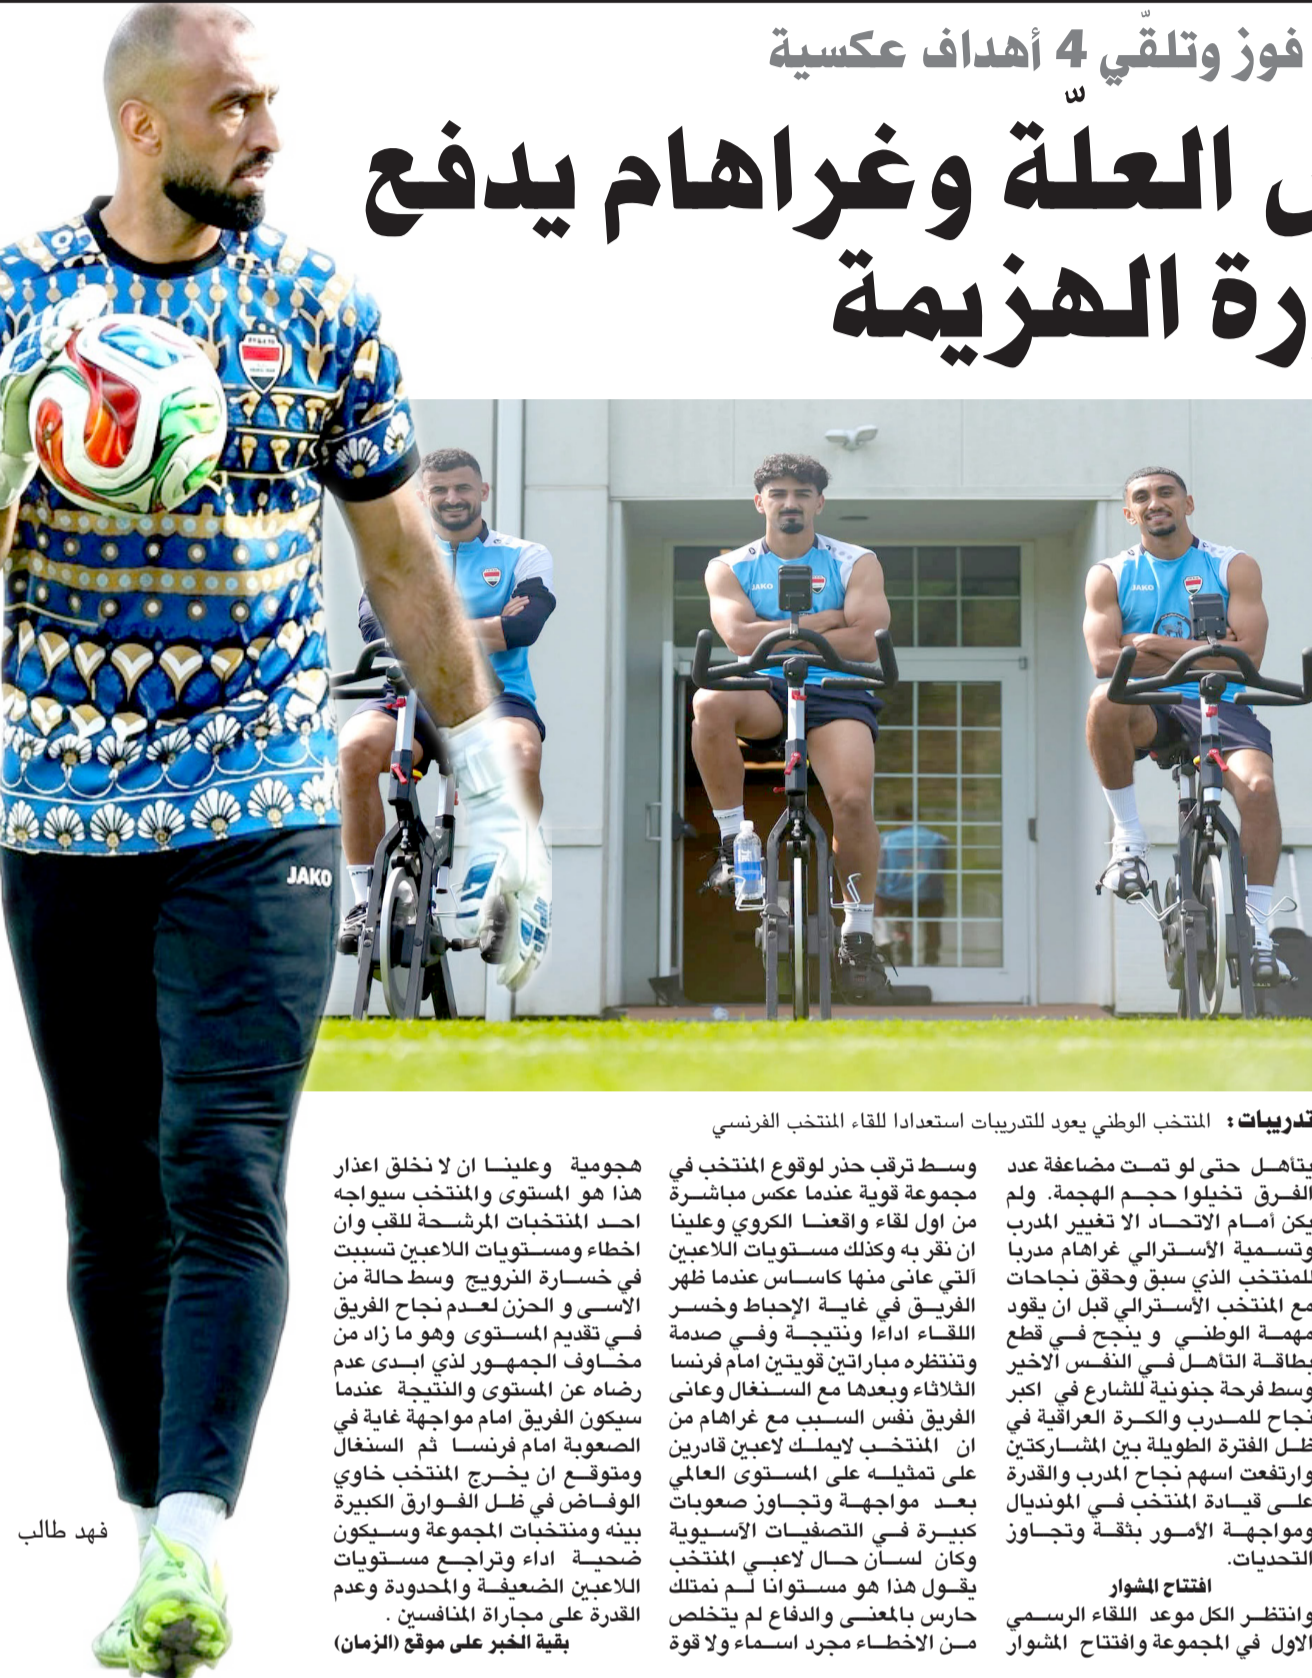 فوز وتلقّي 4 أهداف عكسية
العلّة وغراهام يدفع
الهزيمة
JAKO
JAKO
JAKO
تدريبات: المنتخب الوطني يعود للتدريبات استعدادا للقاء المنتخب الفرنسي
يتأهل حتى لو تمت مضاعفة عدد
الفرق تخيلوا حجم الهجمة. ولم
يكن أمام الاتحاد الا تغيير المدرب
وتسمية الأسترالي غراهام مدربا
للمنتخب الذي سبق وحقق نجاحات
مع المنتخب الأسترالي قبل ان يقود
مهمة الوطني و ينجح في قطع
بطاقة التأهل في النفس الاخير
وسط فرحة جنونية للشارع في اكبر
نجاح للمدرب والكرة العراقية في
ظل الفترة الطويلة بين المشاركتين
وارتفعت اسهم نجاح المدرب والقدرة
على قيادة المنتخب في المونديال
ومواجهة الأمور بثقة وتجاوز
التحديات.
افتتاح المشوار
وانتظر الكل موعد اللقاء الرسمي
الاول في المجموعة وافتتاح المشوار
وسط ترقب حذر لوقوع المنتخب في
مجموعة قوية عندما عكس مباشرة
من اول لقاء واقعنا الكروي وعلينا
ان نقر به وكذلك مستويات اللاعبين
ألتي عانى منها كاساس عندما ظهر
الفريق في غاية الإحباط وخسر
اللقاء اداءا ونتيجة وفي صدمة
وتنتظره مباراتين قويتين امام فرنسا
الثلاثاء وبعدها مع السنغال وعانى
الفريق نفس السبب مع غراهام من
ان المنتخب لايملك لاعبين قادرين
على تمثيله على المستوى العالمي
بعد مواجهة وتجاوز صعوبات
كبيرة في التصفيات الآسيوية
وكان لسان حال لاعبي المنتخب
يقول هذا هو مستوانا لم نمتلك
حارس بالمعنى والدفاع لم يتخلص
من الاخطاء مجرد اسماء ولا قوة
هجومية وعلينا ان لا نخلق اعذار
هذا هو المستوى والمنتخب سيواجه
احد المنتخبات المرشحة للقب وان
اخطاء ومستويات اللاعبين تسببت
في خسارة النرويج وسط حالة من
الاسى و الحزن لعدم نجاح الفريق
في تقديم المستوى وهو ما زاد من
مخاوف الجمهور لذي ابدى عدم
رضاه عن المستوى والنتيجة عندما
سيكون الفريق امام مواجهة غاية في
الصعوبة امام فرنسا ثم السنغال
ومتوقع ان يخرج المنتخب خاوي
الوفاض في ظل الفوارق الكبيرة
بينه ومنتخبات المجموعة وسيكون
ضحية اداء وتراجع مستويات
اللاعبين الضعيفة والمحدودة وعدم
القدرة على مجاراة المنافسين .
بقية الخبر على موقع (الزمان)
فهد طالب